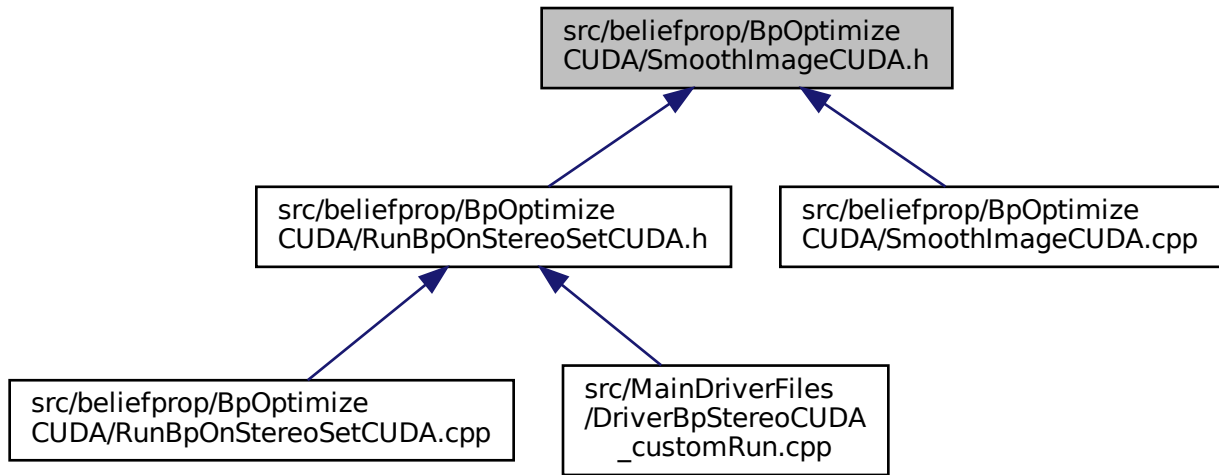 src/beliefprop/BpOptimize
CUDA/SmoothImageCUDA.h
src/beliefprop/BpOptimize
CUDA/RunBpOnStereoSetCUDA.h
src/beliefprop/BpOptimize
CUDA/SmoothImageCUDA.cpp
src/beliefprop/BpOptimize
CUDA/RunBpOnStereoSetCUDA.cpp
src/MainDriverFiles
/DriverBpStereoCUDA
_customRun.cpp